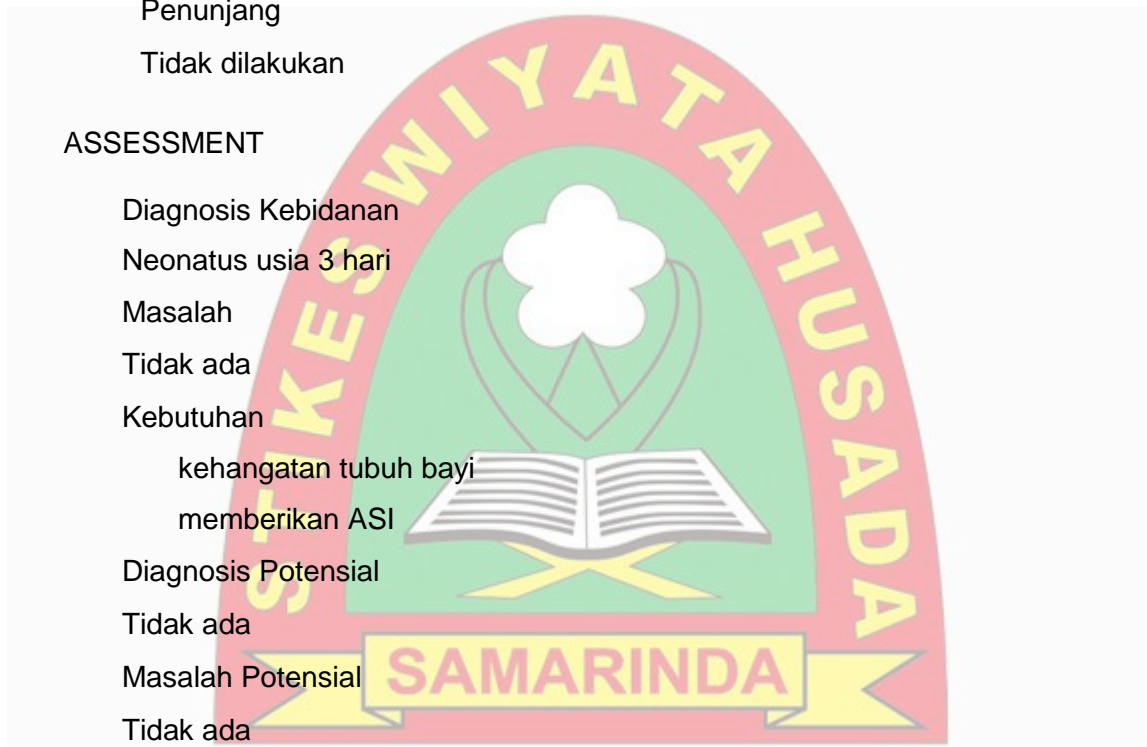 Penunjang
Tidak dilakukan
ASSESSMENT
Diagnosis Kebidanan
Neonatus usia 3 hari
Masalah
Tidak ada
Kebutuhan
kehangatan tubuh bayi
memberikan ASI
Diagnosis Potensial
Tidak ada
Masalah Potensial
Tidak ada
STIKES WIYATA HUSADA
SAMARINDA